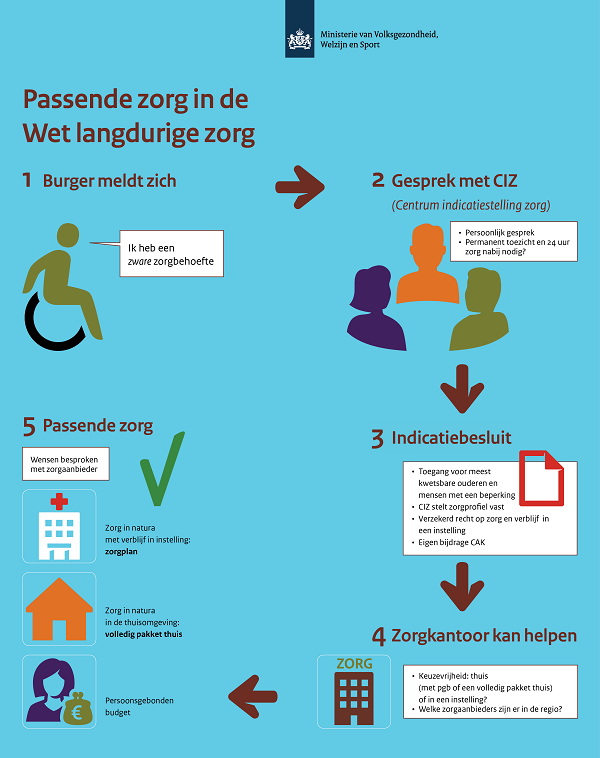 Ministerie van Volksgezondheid,
Welzijn en Sport
Passende zorg in de
Wet langdurige zorg
1 Burger meldt zich
Ik heb een
zware zorgbehoefte
2 Gesprek met CIZ
(Centrum indicatiestelling zorg)
• Persoonlijk gesprek
• Permanent toezicht en 24 uur
zorg nabij nodig?
3 Indicatiebesluit
• Toegang voor meest
kwetsbare ouderen en
mensen met een beperking
• CIZ stelt zorgprofiel vast
• Verzekerd recht op zorg en verblijf in
een instelling
• Eigen bijdrage CAK
4 Zorgkantoor kan helpen
ZORG
• Keuzevrijheid: thuis
(met pgb of een volledig pakket thuis)
of in een instelling?
• Welke zorgaanbieders zijn er in de regio?
5 Passende zorg
Wensen besproken
met zorgaanbieder
Zorg in natura
met verblijf in instelling:
zorgplan
Zorg in natura
in de thuisomgeving:
volledig pakket thuis
€
Persoonsgebonden
budget